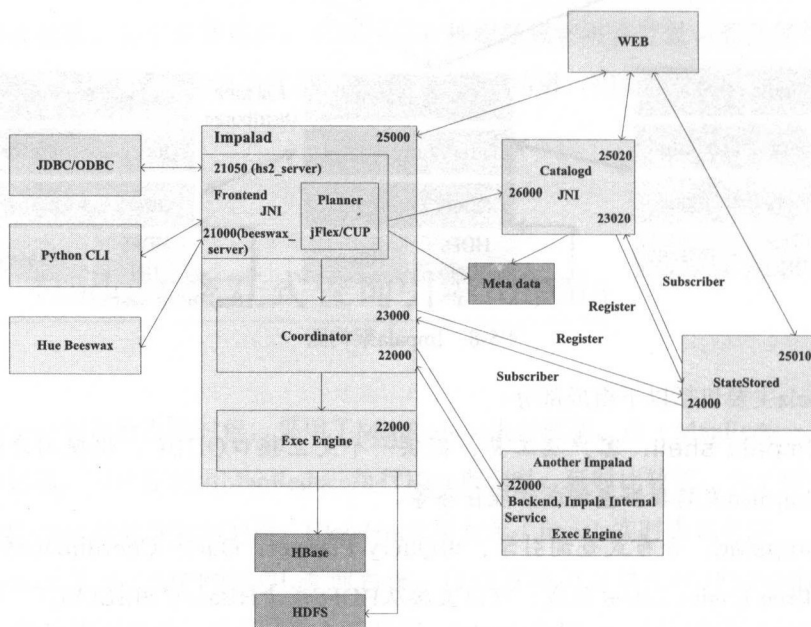 WEB
Impalad
25000
JDBC/ODBC
21050 (hs2_server)
Frontend
JNI
Planner
jFlex/CUP
21000(beeswax_
server)
25020
Catalogd
26000
JNI
23020
Python CLI
Meta data
Subscriber
Register
Hue Beeswax
23000
Coordinator
22000
Register
Subscriber
25010
StateStored
24000
22000
Exec Engine
Another Impalad
22000
Backend, Impala Internal
Service
Exec Engine
HBase
HDFS